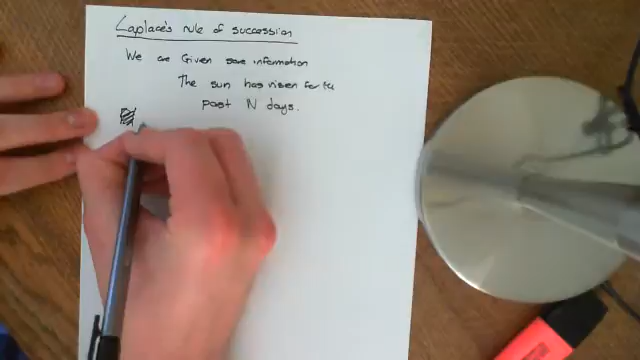 Laplace's rule of succession
We are Given some information
The sun has risen for the
past N days.